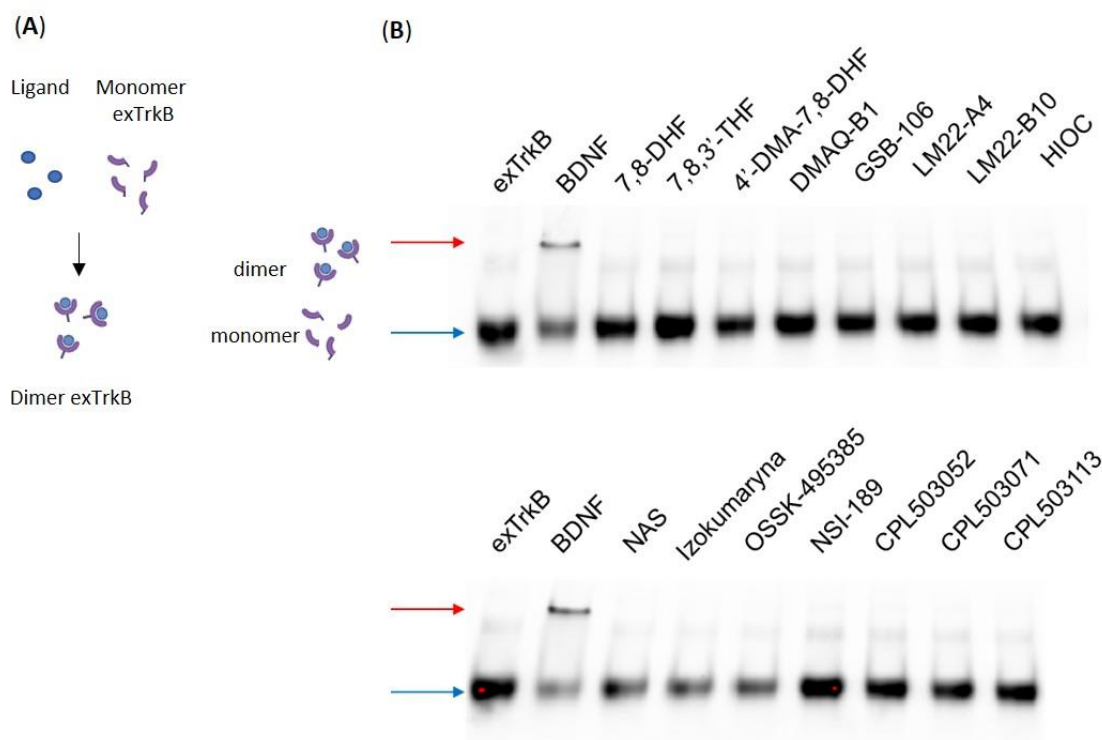 (A)
Ligand
Monomer
exTrkB
Dimer exTrkB
(B)
dimer
monomer
exTrkB
BDNF
7,8-DHF
7,8,3'-THF
4'-DMA-7,8-DHF
DMAQ-B1
GSB-106
LM22-A4
LM22-B10
HIOC
exTrkB
BDNF
NAS
Izokumaryna
OSSK-495385
NSI-189
CPL503052
CPL503071
CPL503113